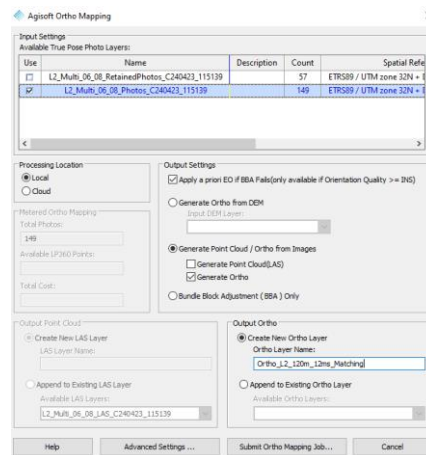 Agisoft Ortho Mapping
Input Settings
Available True Pose Photo Layers:
Use Name Description Count Spatial Refe
L2_Multi_06_08_RetainedPhotos_C240423_115139 57 ETRS89 / UTM zone 32N + D
L2_Multi_06_08_Photos_C240423_115139 149 ETRS89 / UTM zone 32N + D
Processing Location
Local
Cloud
Output Settings
Apply a priori EO if BBA Fails(only available if Orientation Quality >= INS)
Generate Ortho from DEM
Input DEM Layer:
Metered Ortho Mapping
Total Photos:
149
Available LP360 Points:
Total Cost:
Generate Point Cloud / Ortho from Images
Generate Point Cloud(LAS)
Generate Ortho
Bundle Block Adjustment ( BBA ) Only
Output Point Cloud
Create New LAS Layer
LAS Layer Name:
Append to Existing LAS Layer
Available LAS Layers:
L2_Multi_06_08_LAS_C240423_115139
Output Ortho
Create New Ortho Layer
Ortho Layer Name:
Ortho_L2_120m_12ms_Matching
Append to Existing Ortho Layer
Available Ortho Layers:
Help Advanced Settings ... Submit Ortho Mapping Job... Cancel